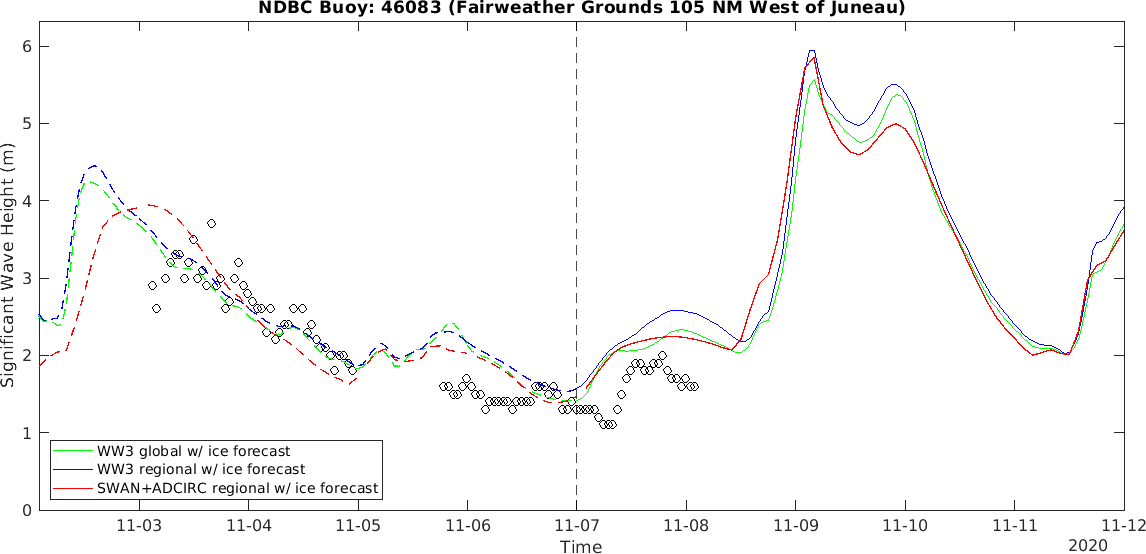 NDBC Buoy: 46083 (Fairweather Grounds 105 NM West of Juneau)
Significant Wave Height (m)
6
5
4
3
2
1
0
WW3 global w/ ice forecast
WW3 regional w/ ice forecast
SWAN+ADCIRC regional w/ ice forecast
11-03 11-04 11-05 11-06 11-07 11-08 11-09 11-10 11-11 11-12
Time
2020